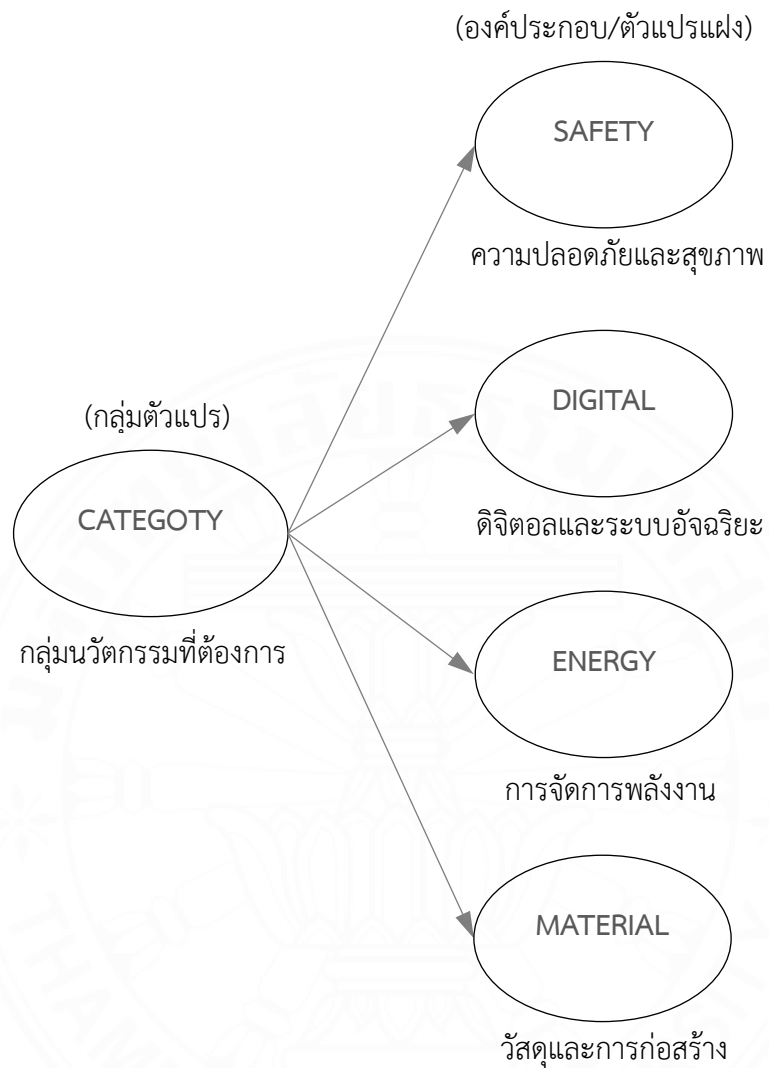 (องค์ประกอบ/ตัวแปรแฝง)
SAFETY
ความปลอดภัยและสุขภาพ
DIGITAL
ดิจิตอลและระบบอัจฉริยะ
(กลุ่มตัวแปร)
CATEGOTY
กลุ่มนวัตกรรมที่ต้องการ
ENERGY
การจัดการพลังงาน
MATERIAL
วัสดุและการก่อสร้าง